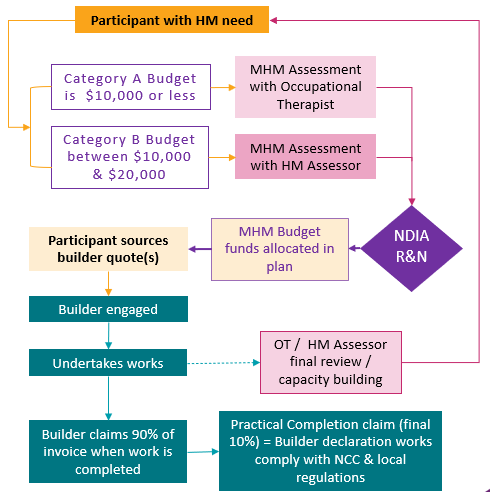 Participant with HM need
Category A Budget
is $10,000 or less
MHM Assessment
with Occupational
Therapist
Category B Budget
between $10,000
& $20,000
MHM Assessment
with HM Assessor
NDIA
R&N
MHM Budget
funds allocated in
plan
Participant sources
builder quote(s)
Builder engaged
Undertakes works
OT / HM Assessor
final review /
capacity building
Builder claims 90% of
invoice when work is
completed
Practical Completion claim (final
10%) = Builder declaration works
comply with NCC & local
regulations